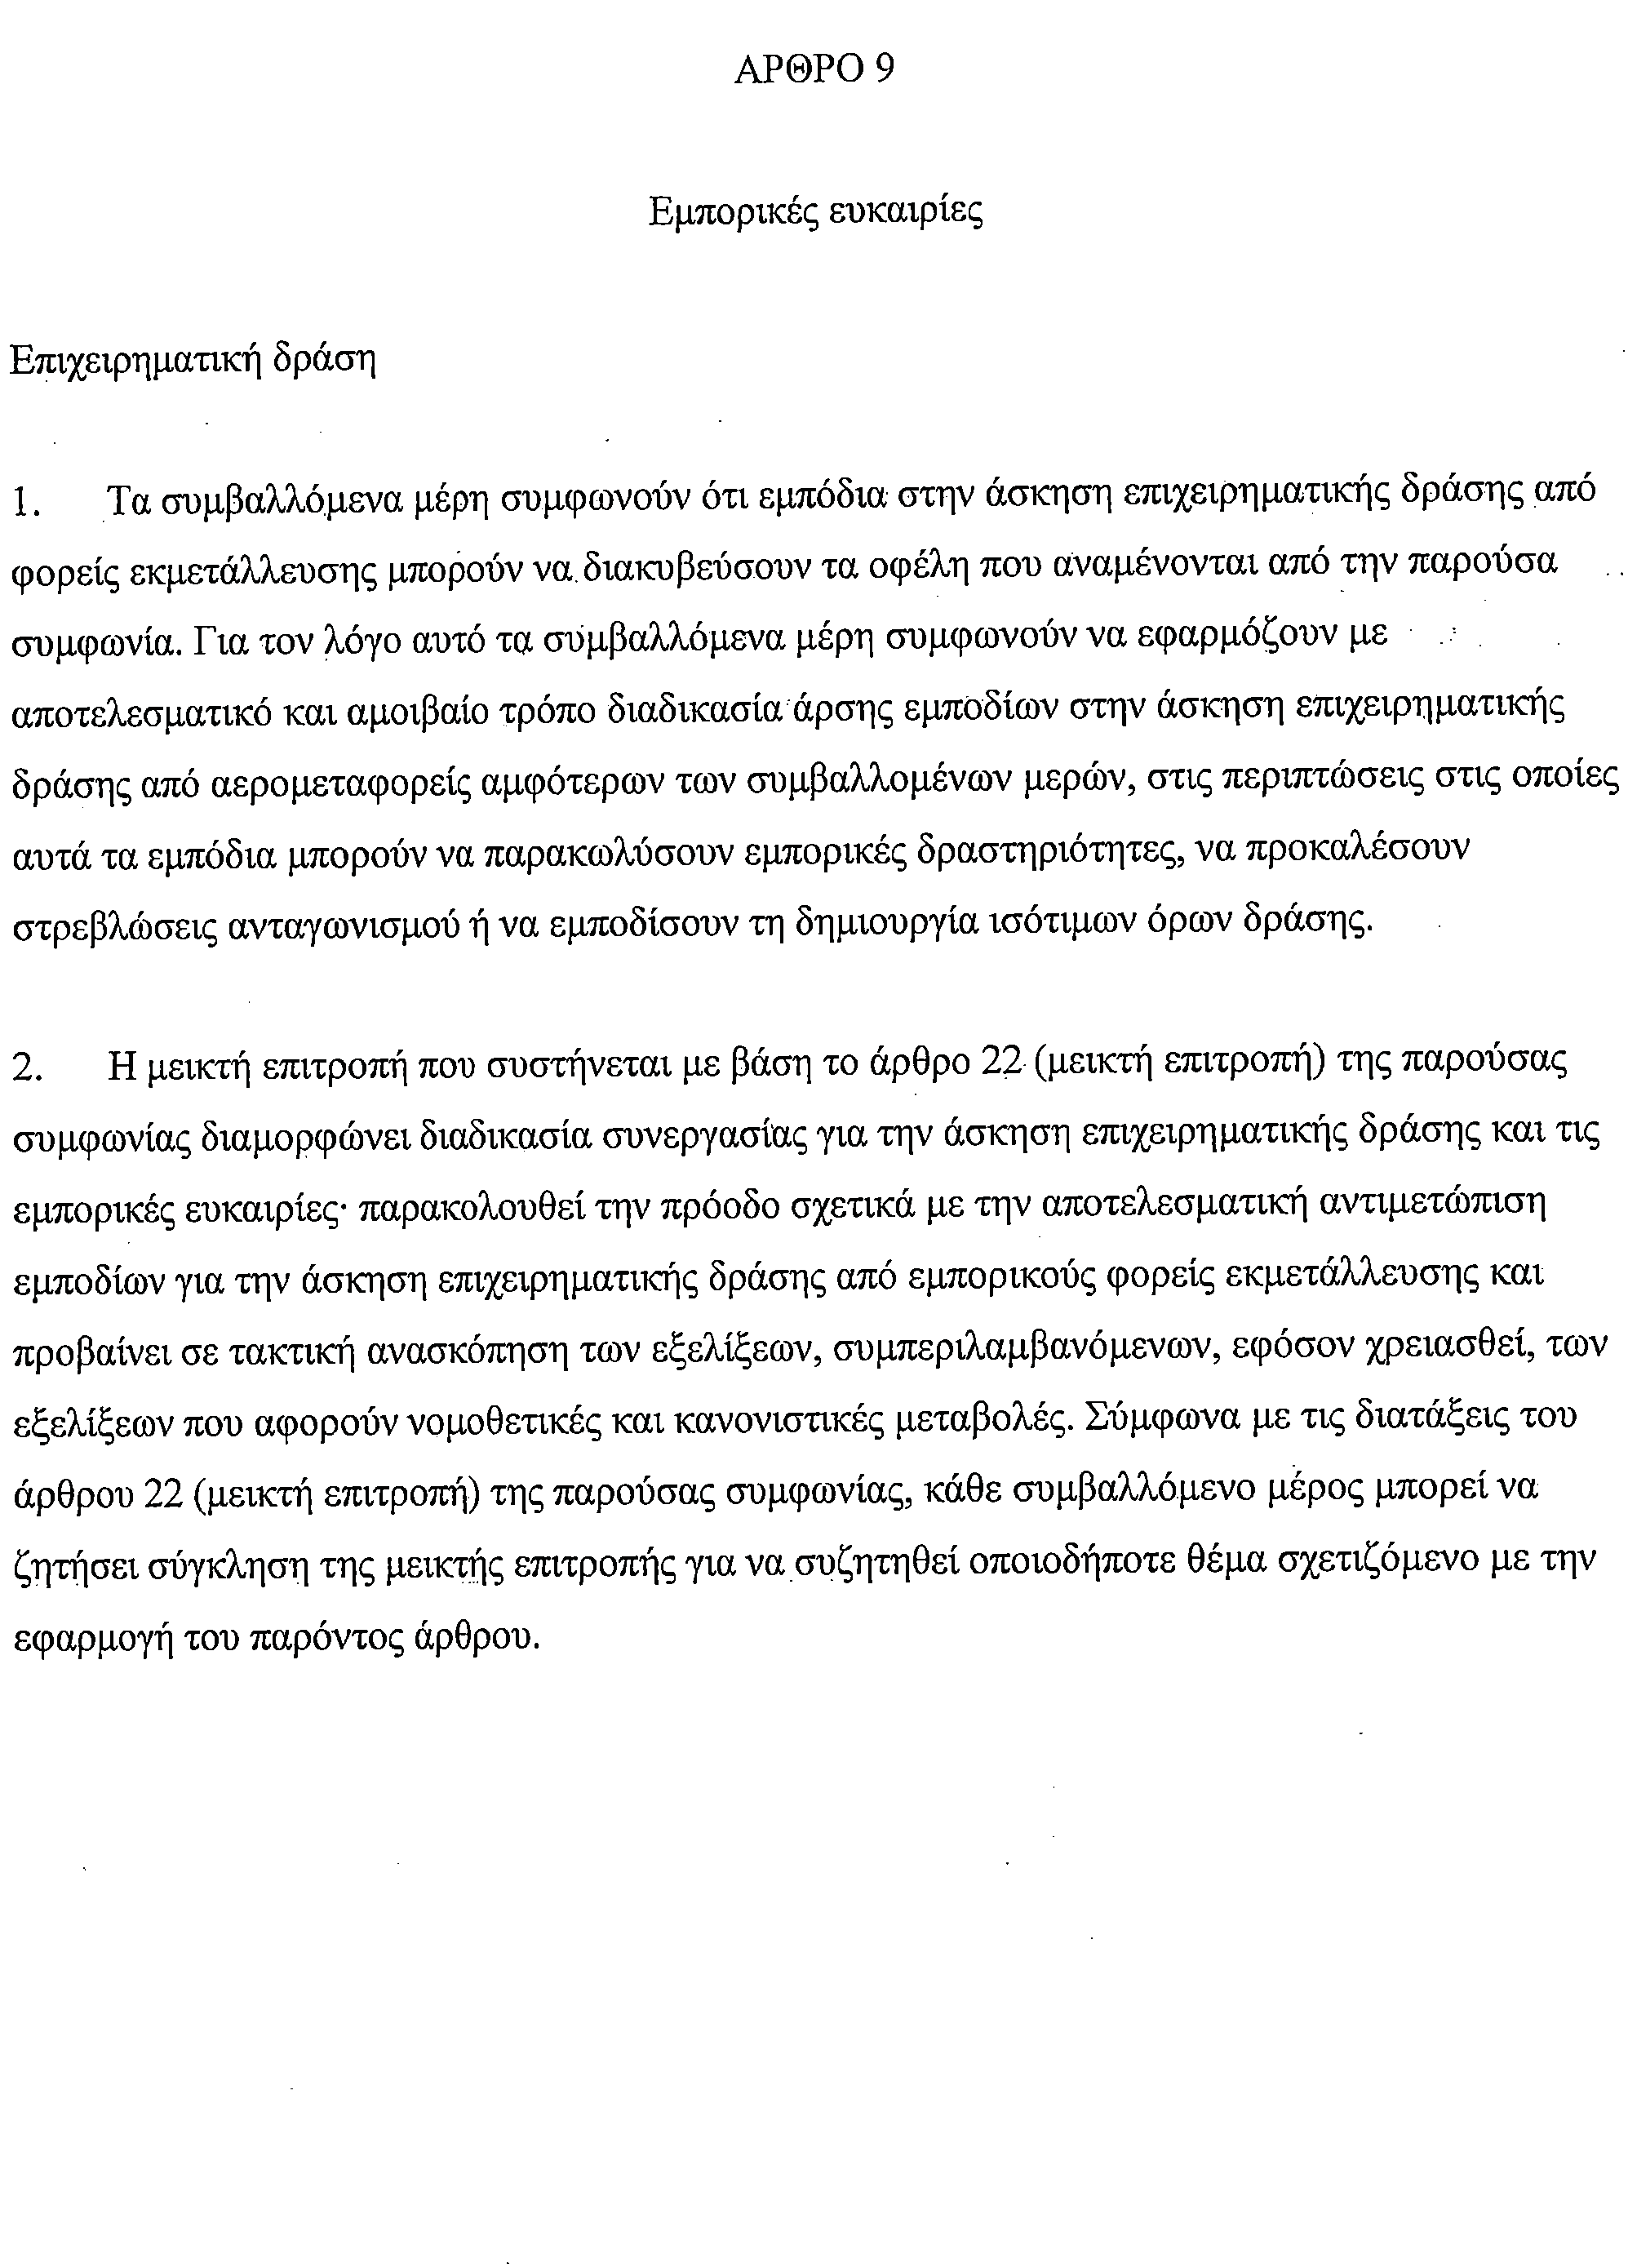 ΑΡΘΡΟ 9
Εμπορικές ευκαιρίες
Επιχειρηματική δράση
1. Τα συμβαλλόμενα μέρη συμφωνούν ότι εμπόδια στην άσκηση επιχειρηματικής δράσης από
φορείς εκμετάλλευσης μπορούν να διακυβεύσουν τα οφέλη που αναμένονται από την παρούσα
συμφωνία. Για τον λόγο αυτό τα συμβαλλόμενα μέρη συμφωνούν να εφαρμόζουν με
αποτελεσματικό και αμοιβαίο τρόπο διαδικασία άρσης εμποδίων στην άσκηση επιχειρηματικής
δράσης από αερομεταφορείς αμφότερων των συμβαλλομένων μερών, στις περιπτώσεις στις οποίες
αυτά τα εμπόδια μπορούν να παρακωλύσουν εμπορικές δραστηριότητες, να προκαλέσουν
στρεβλώσεις ανταγωνισμού ή να εμποδίσουν τη δημιουργία ισότιμων όρων δράσης.
2. Η μεικτή επιτροπή που συστήνεται με βάση το άρθρο 22 (μεικτή επιτροπή) της παρούσας
συμφωνίας διαμορφώνει διαδικασία συνεργασίας για την άσκηση επιχειρηματικής δράσης και τις
εμπορικές ευκαιρίες· παρακολουθεί την πρόοδο σχετικά με την αποτελεσματική αντιμετώπιση
εμποδίων για την άσκηση επιχειρηματικής δράσης από εμπορικούς φορείς εκμετάλλευσης και
προβαίνει σε τακτική ανασκόπηση των εξελίξεων, συμπεριλαμβανόμενων, εφόσον χρειασθεί, των
εξελίξεων που αφορούν νομοθετικές και κανονιστικές μεταβολές. Σύμφωνα με τις διατάξεις του
άρθρου 22 (μεικτή επιτροπή) της παρούσας συμφωνίας, κάθε συμβαλλόμενο μέρος μπορεί να
ζητήσει σύγκληση της μεικτής επιτροπής για να συζητηθεί οποιοδήποτε θέμα σχετιζόμενο με την
εφαρμογή του παρόντος άρθρου.